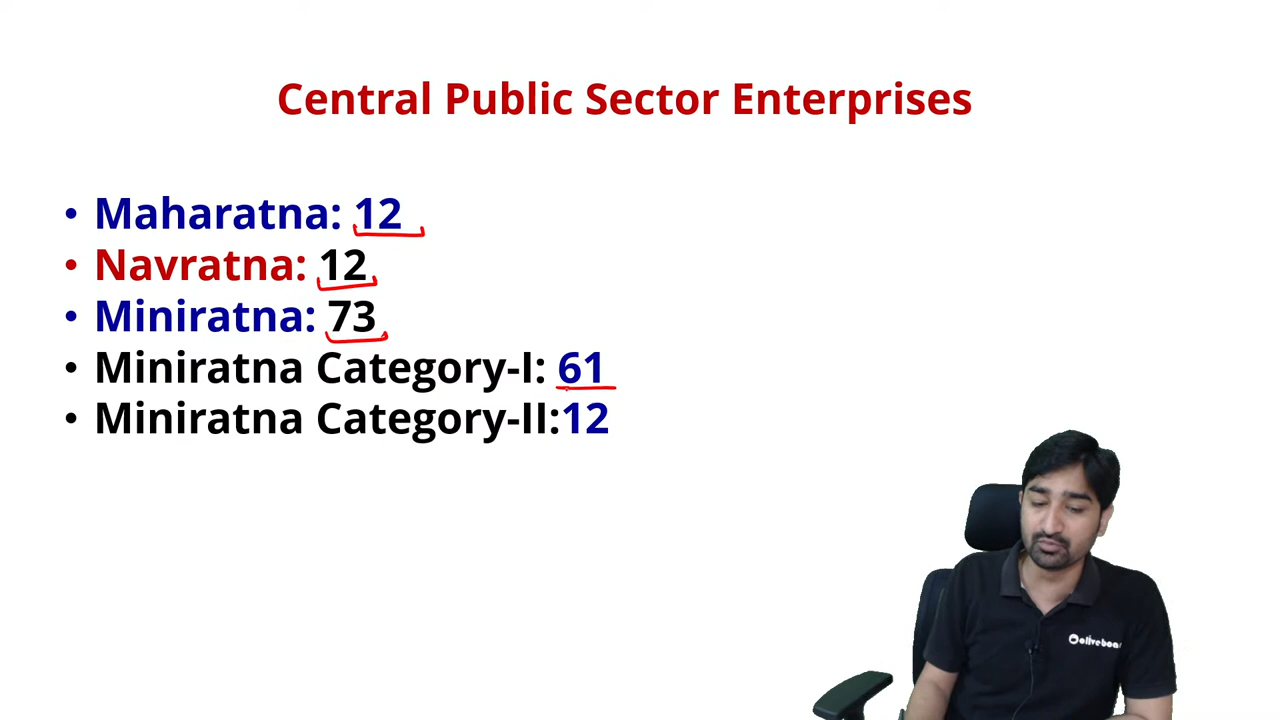 Central Public Sector Enterprises
• Maharatna: 12
• Navratna: 12
• Miniratna: 73
• Miniratna Category-I: 61
• Miniratna Category-II:12